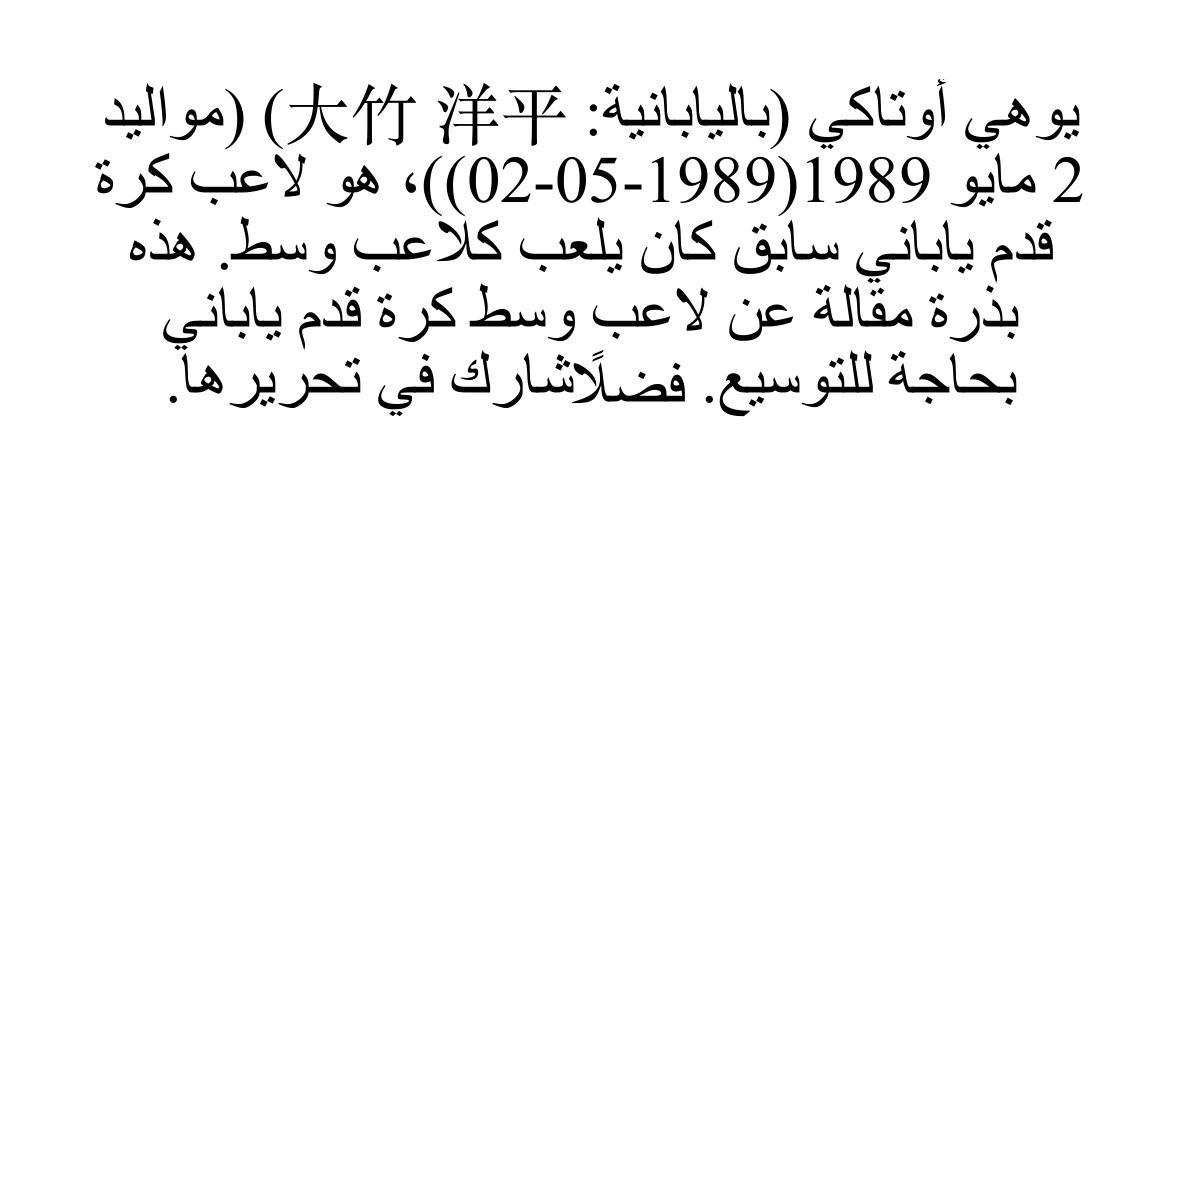 يوهي أوتاكي (باليابانية: 大竹 洋平) (مواليد
2 مايو 1989(1989-05-02))، هو لاعب كرة
قدم ياباني سابق كان يلعب كلاعب وسط. هذه
بذرة مقالة عن لاعب وسط كرة قدم ياباني
بحاجة للتوسيع. فضلًاشارك في تحريرها.